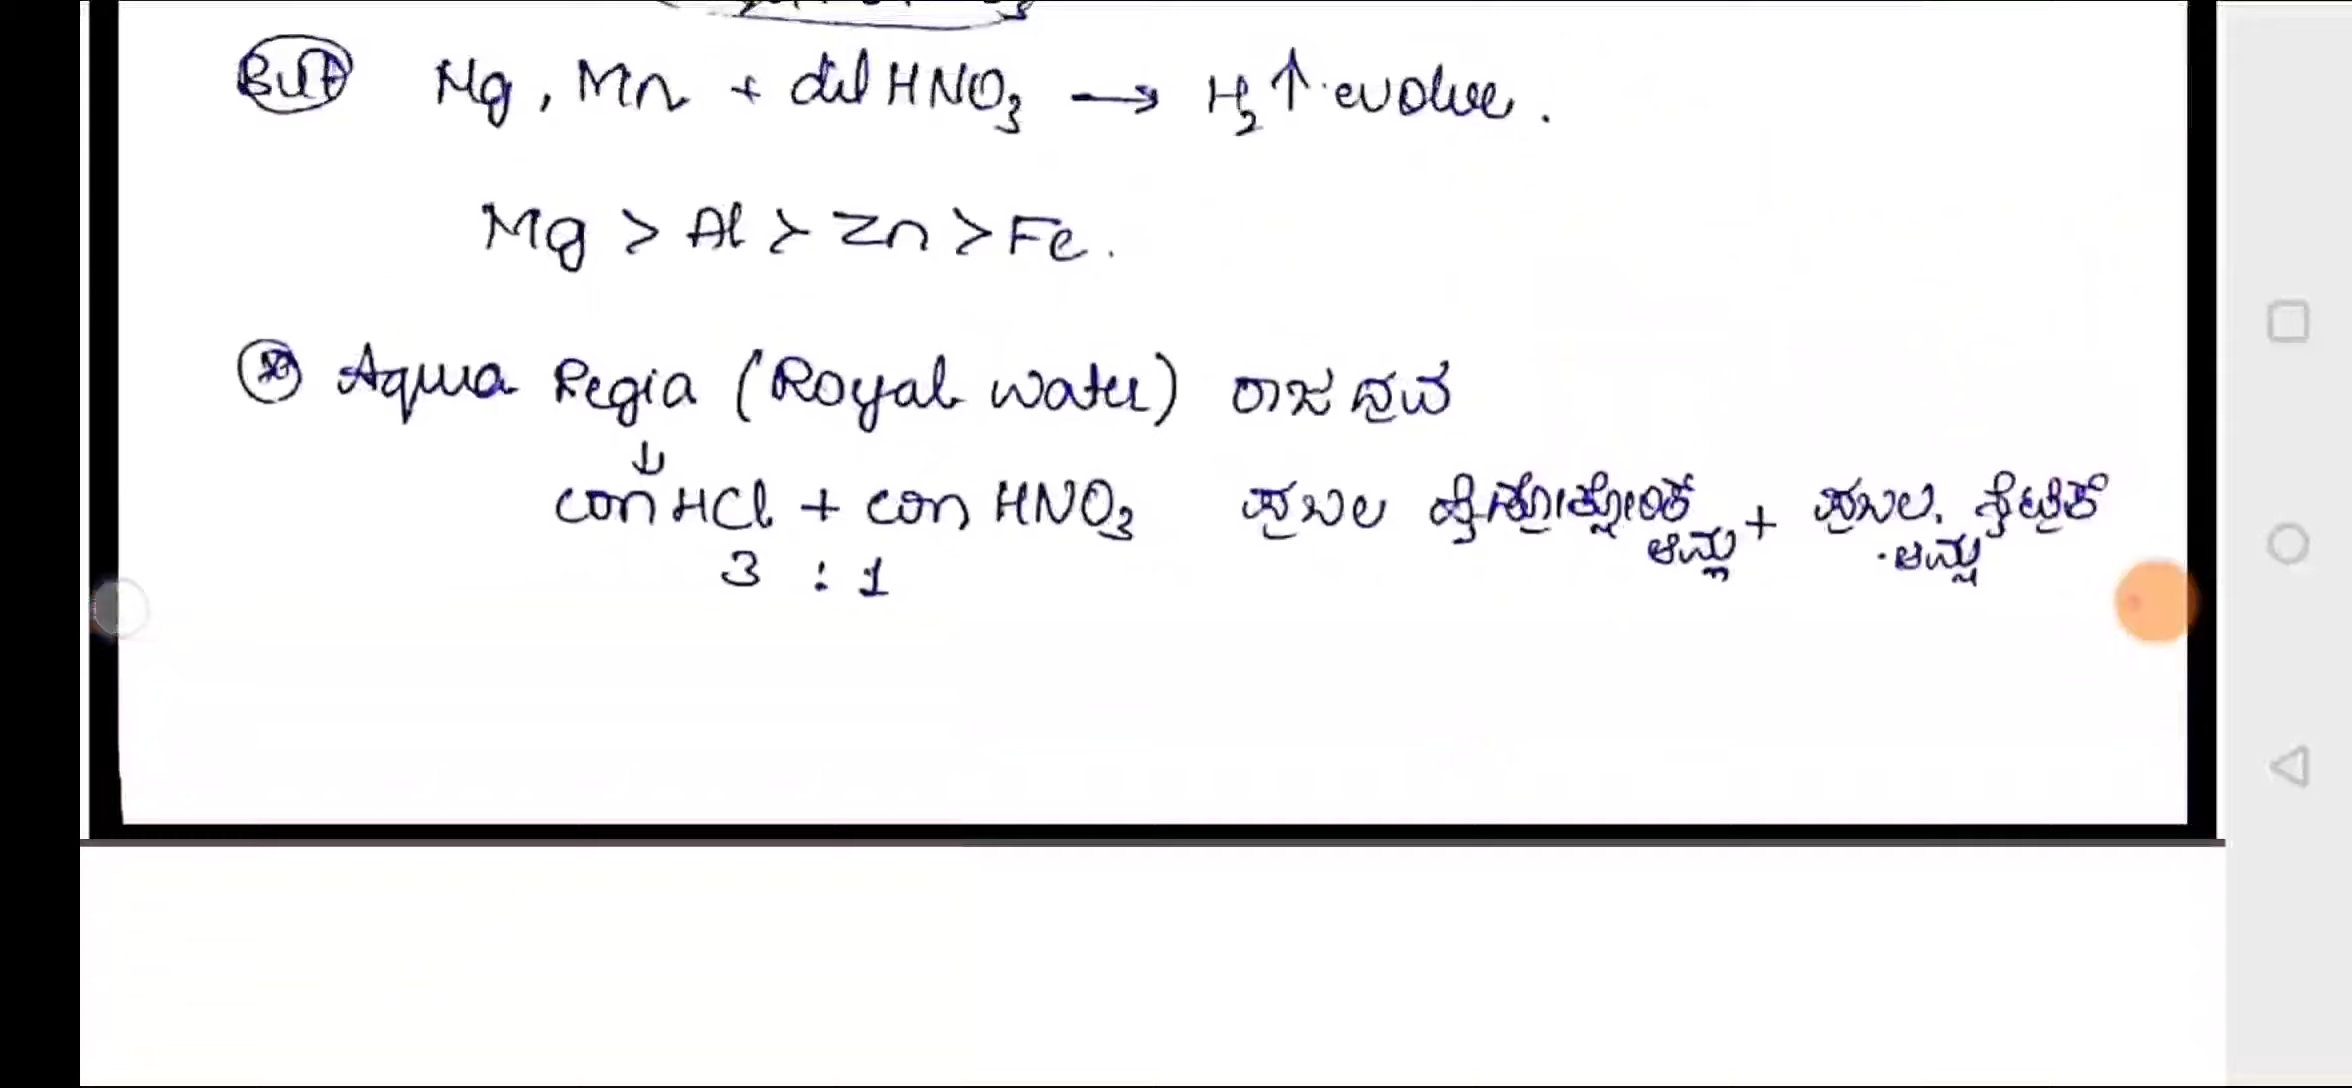 But Mg, Mn + dil HNO₃ → H₂↑ evolve.
Mg > Al > Zn > Fe.
Aqua Regia (Royal water) ರಾಜ ದ್ರವ
↓
con HCl + con HNO₃ ಪ್ರಬಲ ಹೈಡ್ರೋಕ್ಲೋರಿಕ್ ಆಮ್ಲ + ಪ್ರಬಲ. ನೈಟ್ರಿಕ್ ಆಮ್ಲ
3 : 1